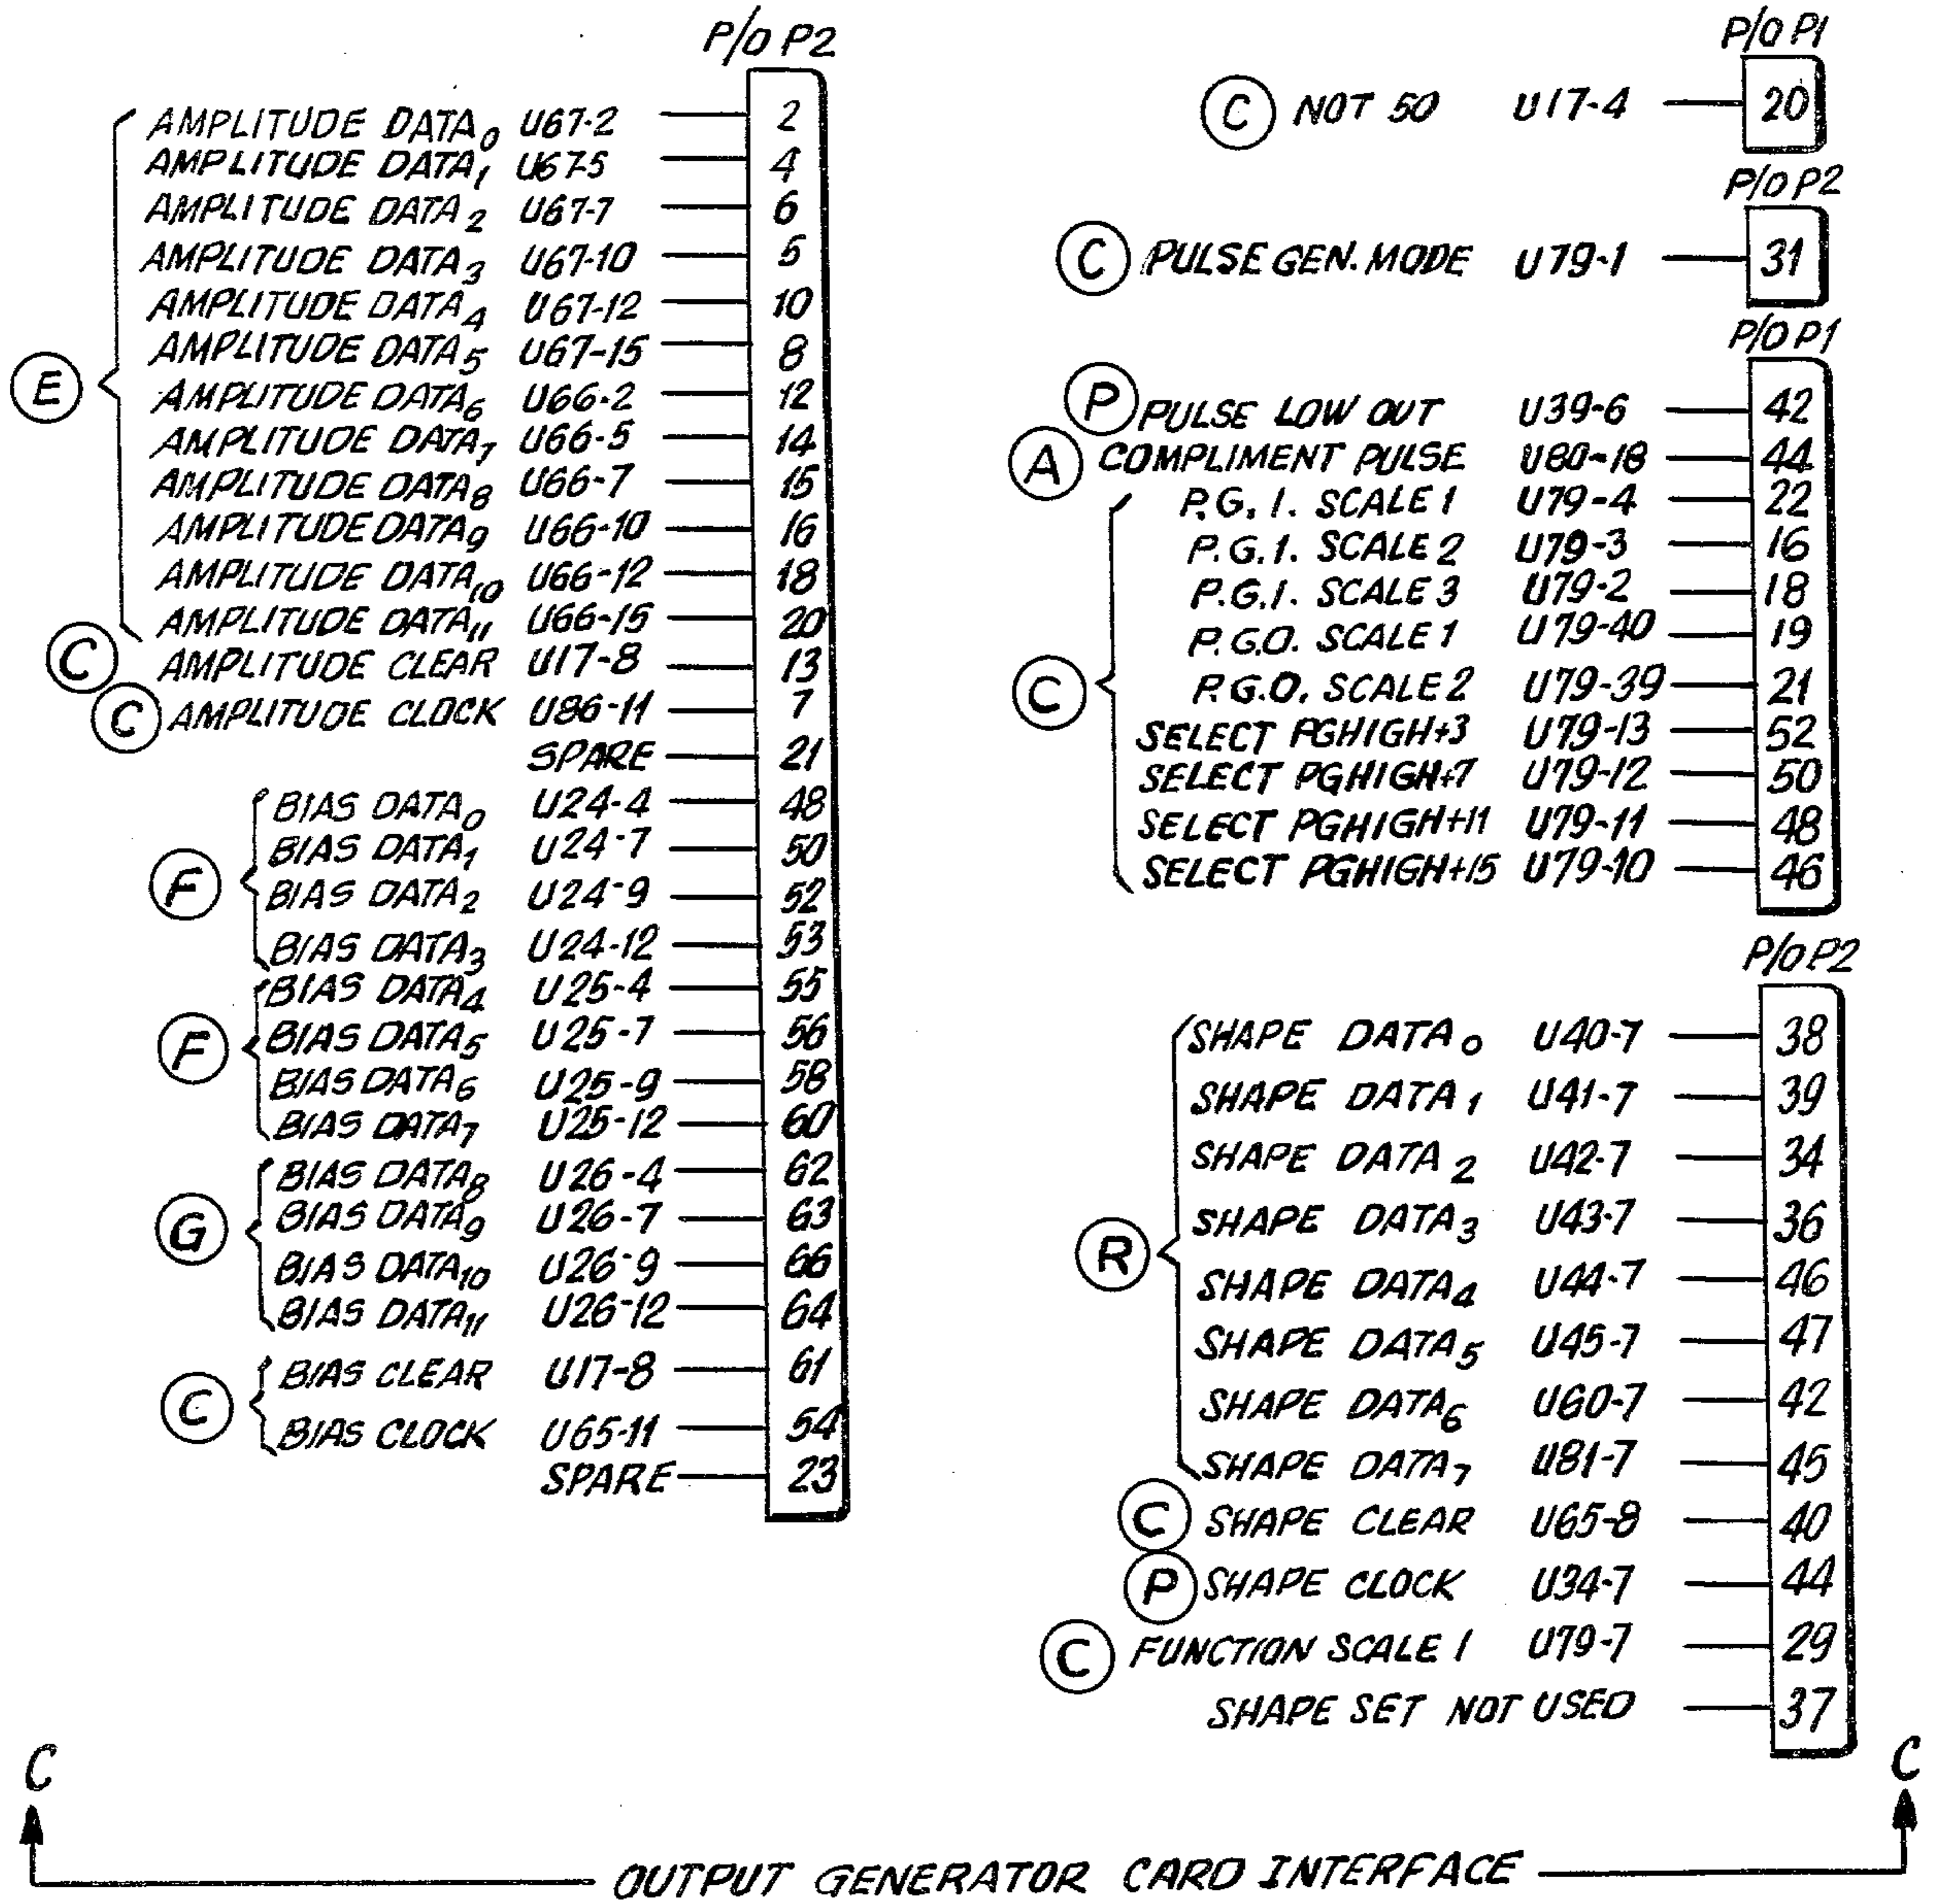 P/O P2
AMPLITUDE DATA₀ U67-2 2
AMPLITUDE DATA₁ U67-5 4
AMPLITUDE DATA₂ U67-7 6
AMPLITUDE DATA₃ U67-10 5
AMPLITUDE DATA₄ U67-12 10
AMPLITUDE DATA₅ U67-15 8
E
AMPLITUDE DATA₆ U66-2 12
AMPLITUDE DATA₇ U66-5 14
AMPLITUDE DATA₈ U66-7 15
AMPLITUDE DATA₉ U66-10 16
AMPLITUDE DATA₁₀ U66-12 18
AMPLITUDE DATA₁₁ U66-15 20
C AMPLITUDE CLEAR U17-8 13
C AMPLITUDE CLOCK U86-11 7
SPARE 21
BIAS DATA₀ U24-4 48
BIAS DATA₁ U24-7 50
F BIAS DATA₂ U24-9 52
BIAS DATA₃ U24-12 53
BIAS DATA₄ U25-4 55
F BIAS DATA₅ U25-7 56
BIAS DATA₆ U25-9 58
BIAS DATA₇ U25-12 60
BIAS DATA₈ U26-4 62
G BIAS DATA₉ U26-7 63
BIAS DATA₁₀ U26-9 66
BIAS DATA₁₁ U26-12 64
BIAS CLEAR U17-8 61
C
BIAS CLOCK U65-11 54
SPARE 23
P/O P1
C NOT 50 U17-4 20
P/O P2
C PULSE GEN. MODE U79-1 31
P/O P1
P PULSE LOW OUT U39-6 42
A COMPLIMENT PULSE U80-18 44
P.G.I. SCALE 1 U79-4 22
P.G.I. SCALE 2 U79-3 16
P.G.I. SCALE 3 U79-2 18
P.G.O. SCALE 1 U79-40 19
C P.G.O. SCALE 2 U79-39 21
SELECT PGHIGH+3 U79-13 52
SELECT PGHIGH+7 U79-12 50
SELECT PGHIGH+11 U79-11 48
SELECT PGHIGH+15 U79-10 46
P/O P2
SHAPE DATA₀ U40-7 38
SHAPE DATA₁ U41-7 39
SHAPE DATA₂ U42-7 34
SHAPE DATA₃ U43-7 36
R
SHAPE DATA₄ U44-7 46
SHAPE DATA₅ U45-7 47
SHAPE DATA₆ U60-7 42
SHAPE DATA₇ U81-7 45
C SHAPE CLEAR U65-8 40
P SHAPE CLOCK U34-7 44
C FUNCTION SCALE 1 U79-7 29
SHAPE SET NOT USED 37
C C
OUTPUT GENERATOR CARD INTERFACE